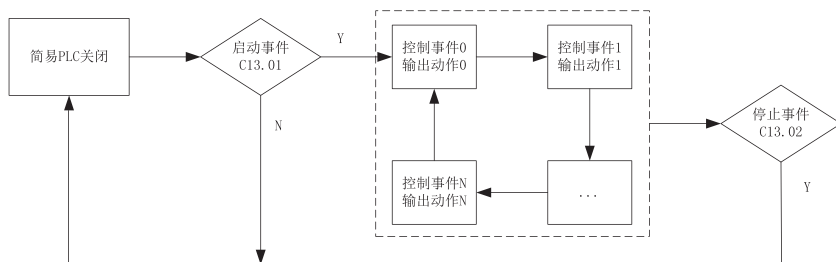 简易PLC关闭
启动事件
C13.01
Y
N
控制事件0
输出动作0
控制事件1
输出动作1
控制事件N
输出动作N
...
停止事件
C13.02
Y